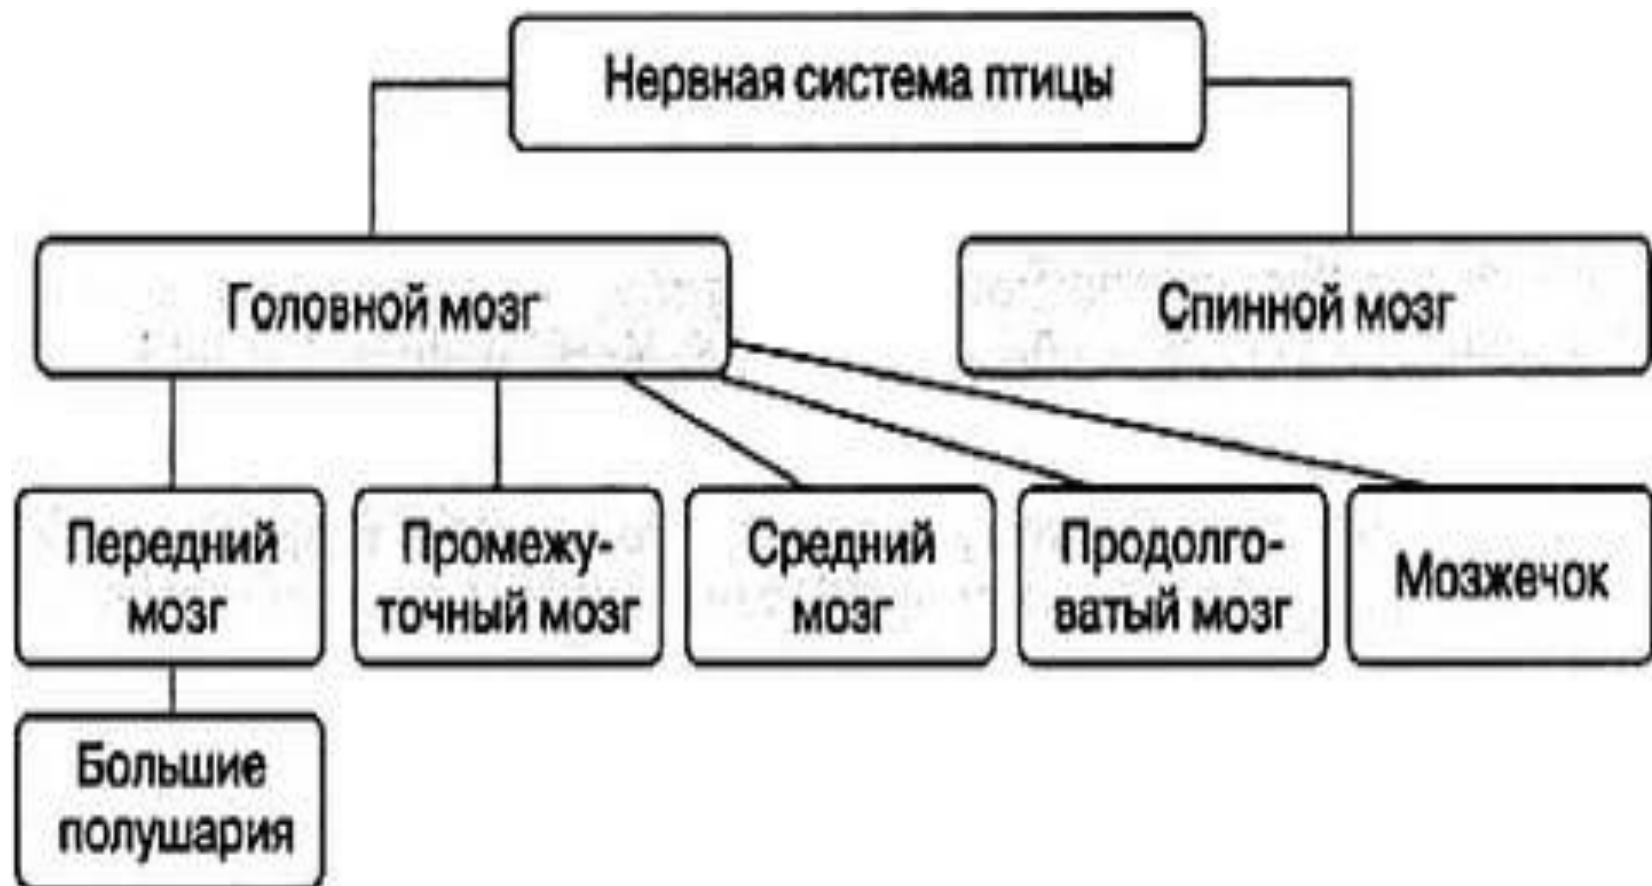 Нервная система птицы
Головной мозг
Спинной мозг
Передний
мозг
Промежу-
точный мозг
Средний
мозг
Продолго-
ватый мозг
Мозжечок
Большие
полушария